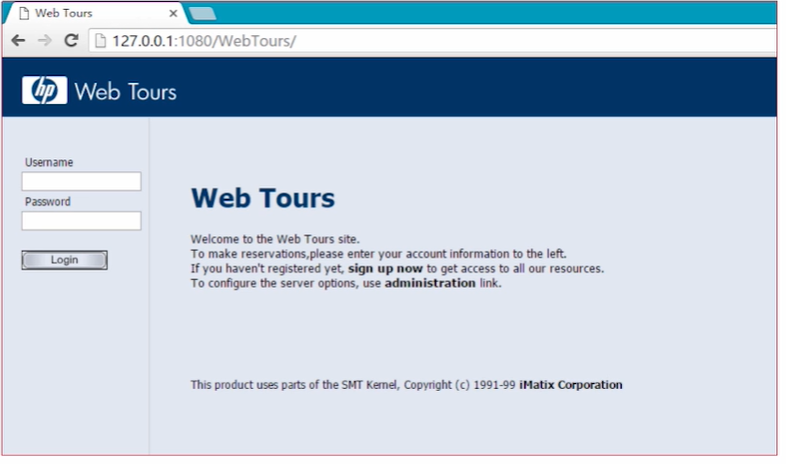 Web Tours
127.0.0.1:1080/WebTours/
hp Web Tours
Username
Password
Login
Web Tours
Welcome to the Web Tours site.
To make reservations,please enter your account information to the left.
If you haven't registered yet, sign up now to get access to all our resources.
To configure the server options, use administration link.
This product uses parts of the SMT Kernel, Copyright (c) 1991-99 iMatix Corporation